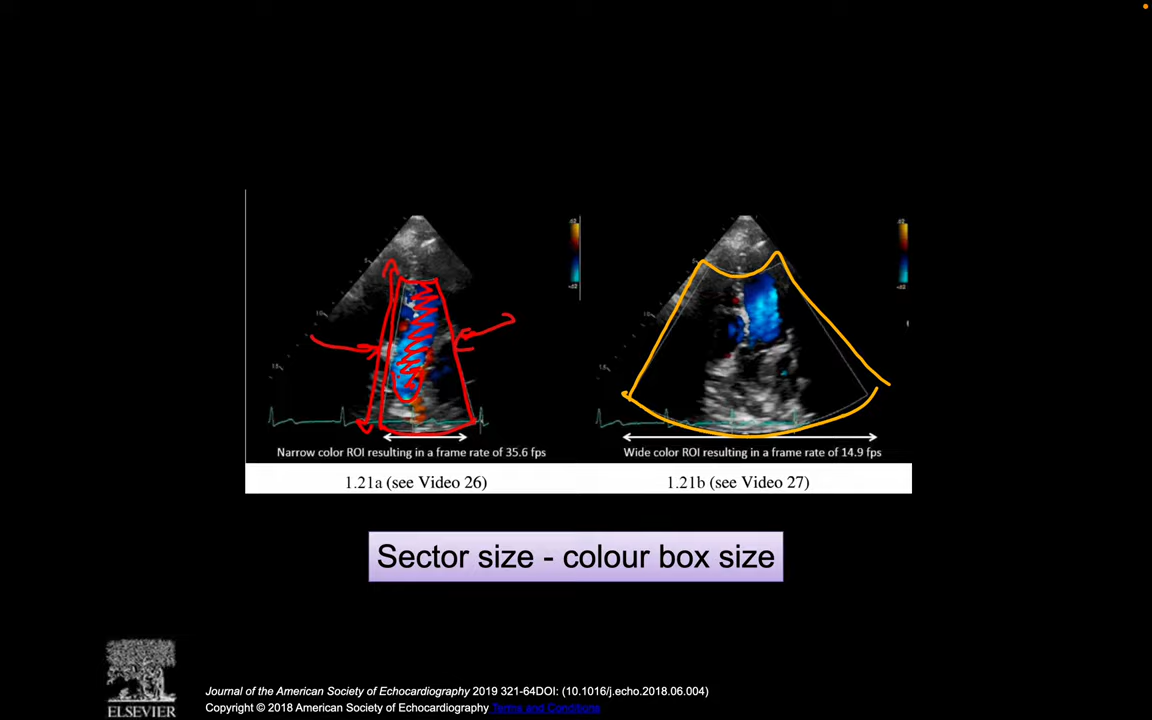 Narrow color ROI resulting in a frame rate of 35.6 fps
Wide color ROI resulting in a frame rate of 14.9 fps
1.21a (see Video 26)
1.21b (see Video 27)
Sector size - colour box size
ELSEVIER
Journal of the American Society of Echocardiography 2019 321-64DOI: (10.1016/j.echo.2018.06.004)
Copyright © 2018 American Society of Echocardiography Terms and Conditions